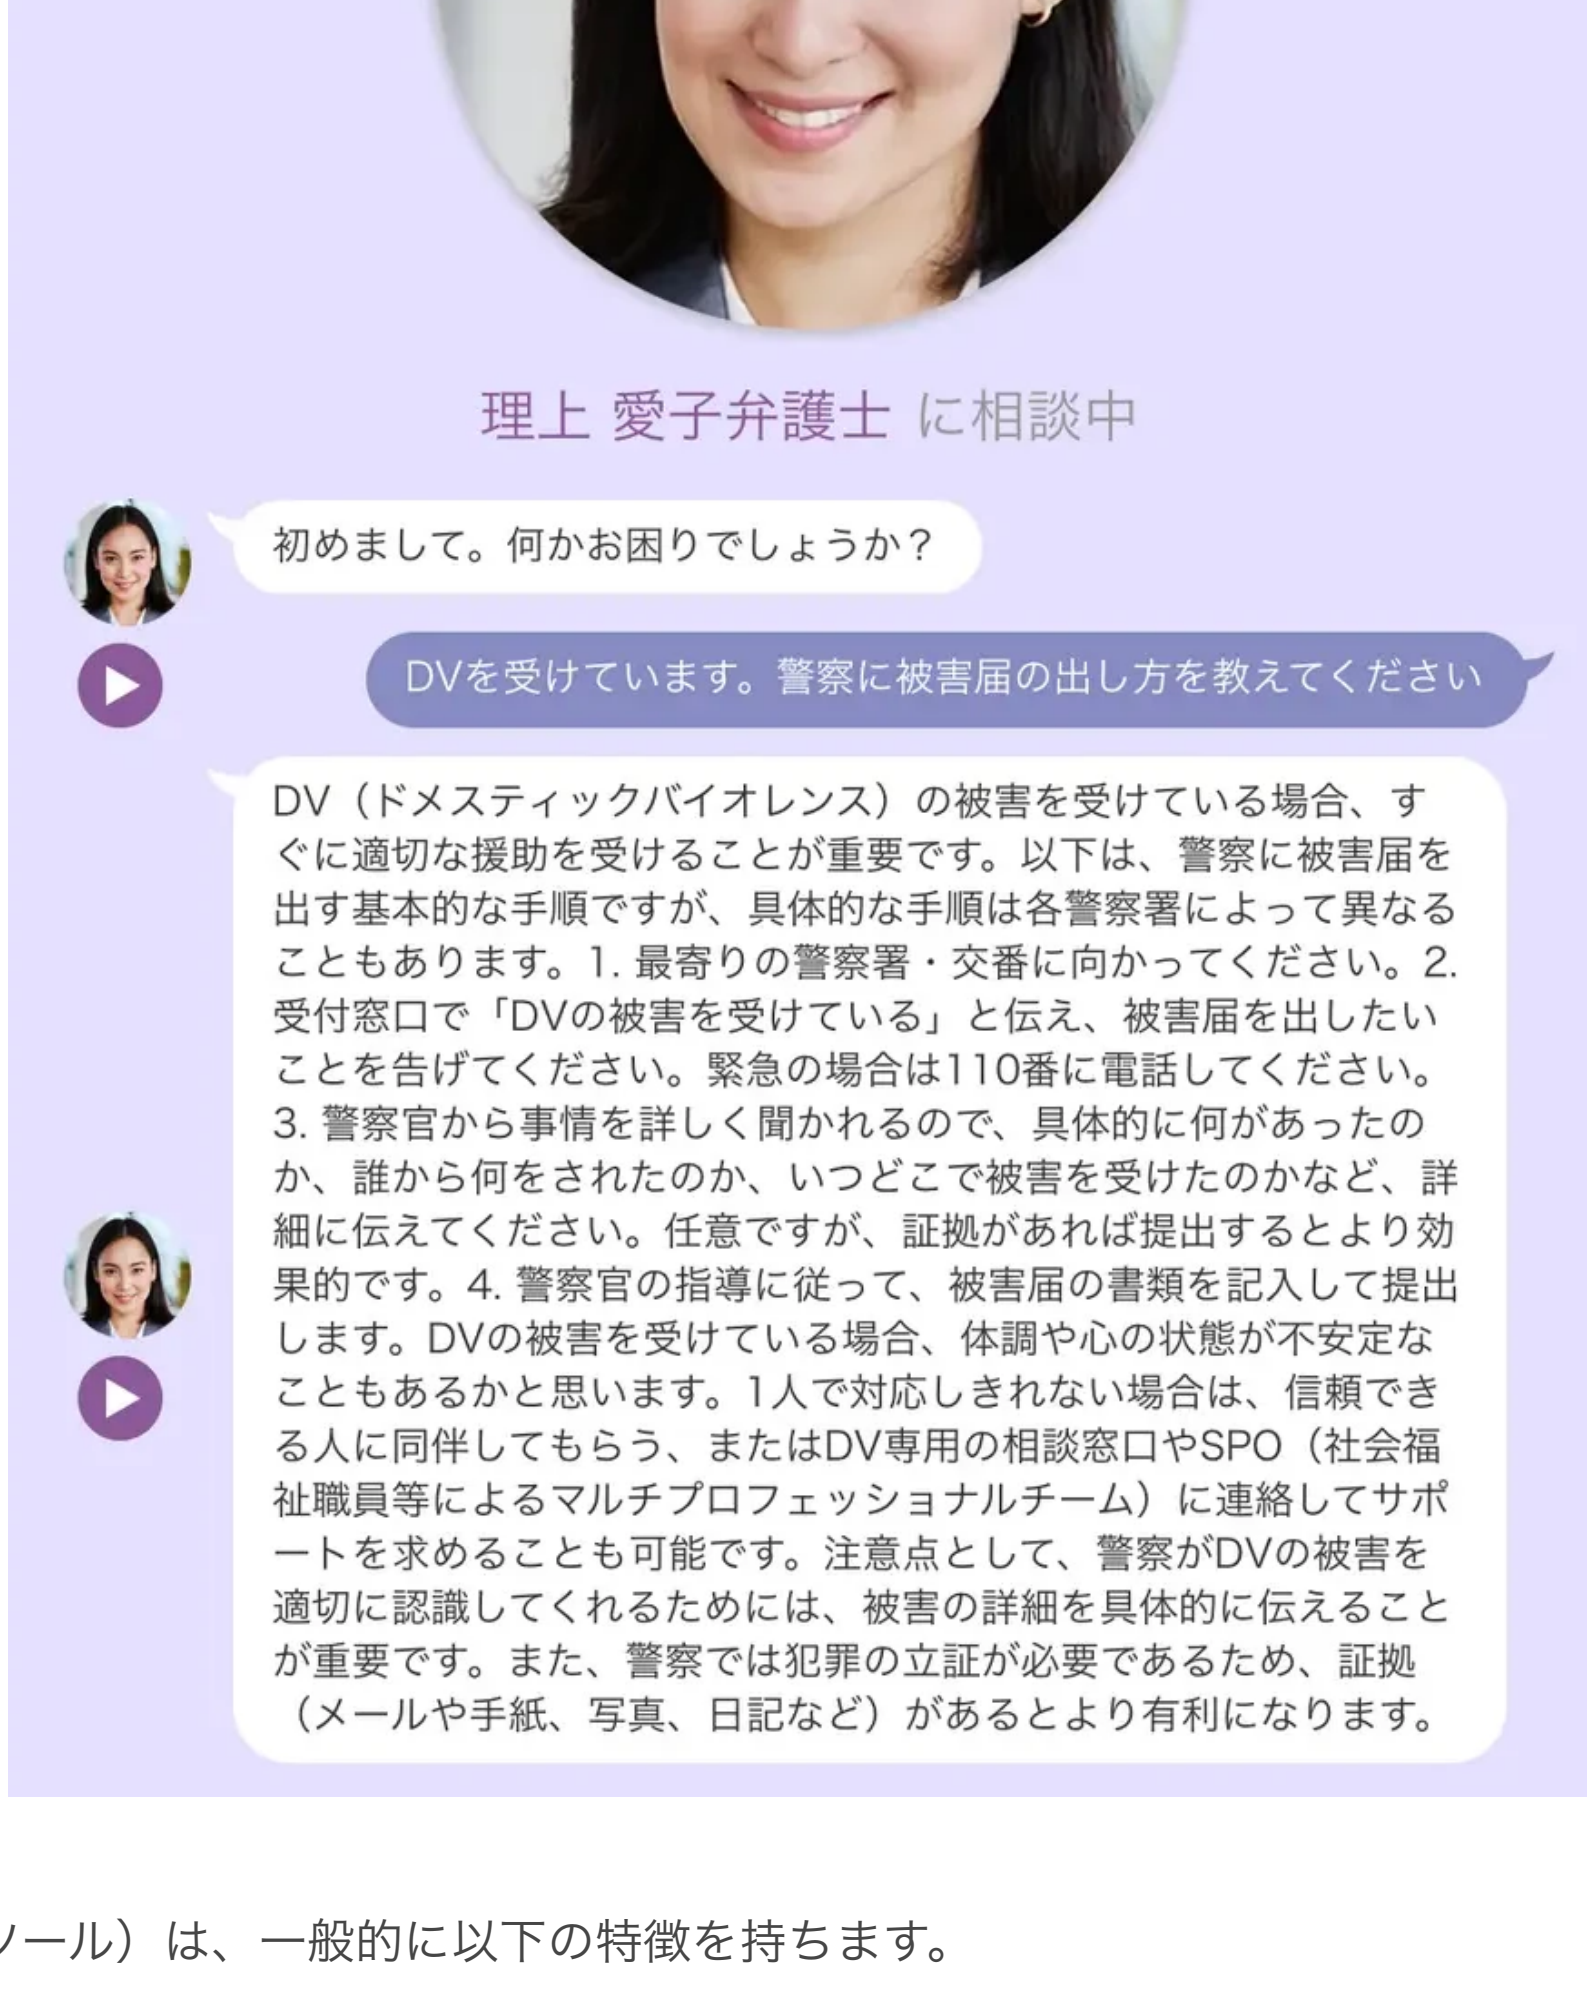 理上 愛子弁護士 に相談中
初めまして。何かお困りでしょうか？
DVを受けています。警察に被害届の出し方を教えてください
DV（ドメスティックバイオレンス）の被害を受けている場合、す
ぐに適切な援助を受けることが重要です。以下は、警察に被害届を
出す基本的な手順ですが、具体的な手順は各警察署によって異なる
こともあります。1. 最寄りの警察署・交番に向かってください。2.
受付窓口で「DVの被害を受けている」と伝え、被害届を出したい
ことを告げてください。緊急の場合は110番に電話してください。
3. 警察官から事情を詳しく聞かれるので、具体的に何があったの
か、誰から何をされたのか、いつどこで被害を受けたのかなど、詳
細に伝えてください。任意ですが、証拠があれば提出するとより効
果的です。4. 警察官の指導に従って、被害届の書類を記入して提出
します。DVの被害を受けている場合、体調や心の状態が不安定な
こともあるかと思います。1人で対応しきれない場合は、信頼でき
る人に同伴してもらう、またはDV専用の相談窓口やSPO（社会福
祉職員等によるマルチプロフェッショナルチーム）に連絡してサポ
ートを求めることも可能です。注意点として、警察がDVの被害を
適切に認識してくれるためには、被害の詳細を具体的に伝えること
が重要です。また、警察では犯罪の立証が必要であるため、証拠
（メールや手紙、写真、日記など）があるとより有利になります。
ツール）は、一般的に以下の特徴を持ちます。